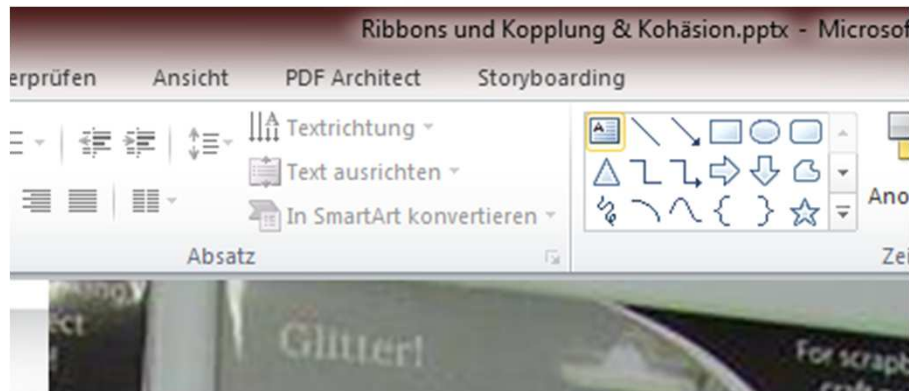 Ribbons und Kopplung & Kohäsion.pptx - Microsof
erprüfen Ansicht PDF Architect Storyboarding
Textrichtung
Text ausrichten
In SmartArt konvertieren
Ano
Absatz
Zei
Glitter!
For scrapb